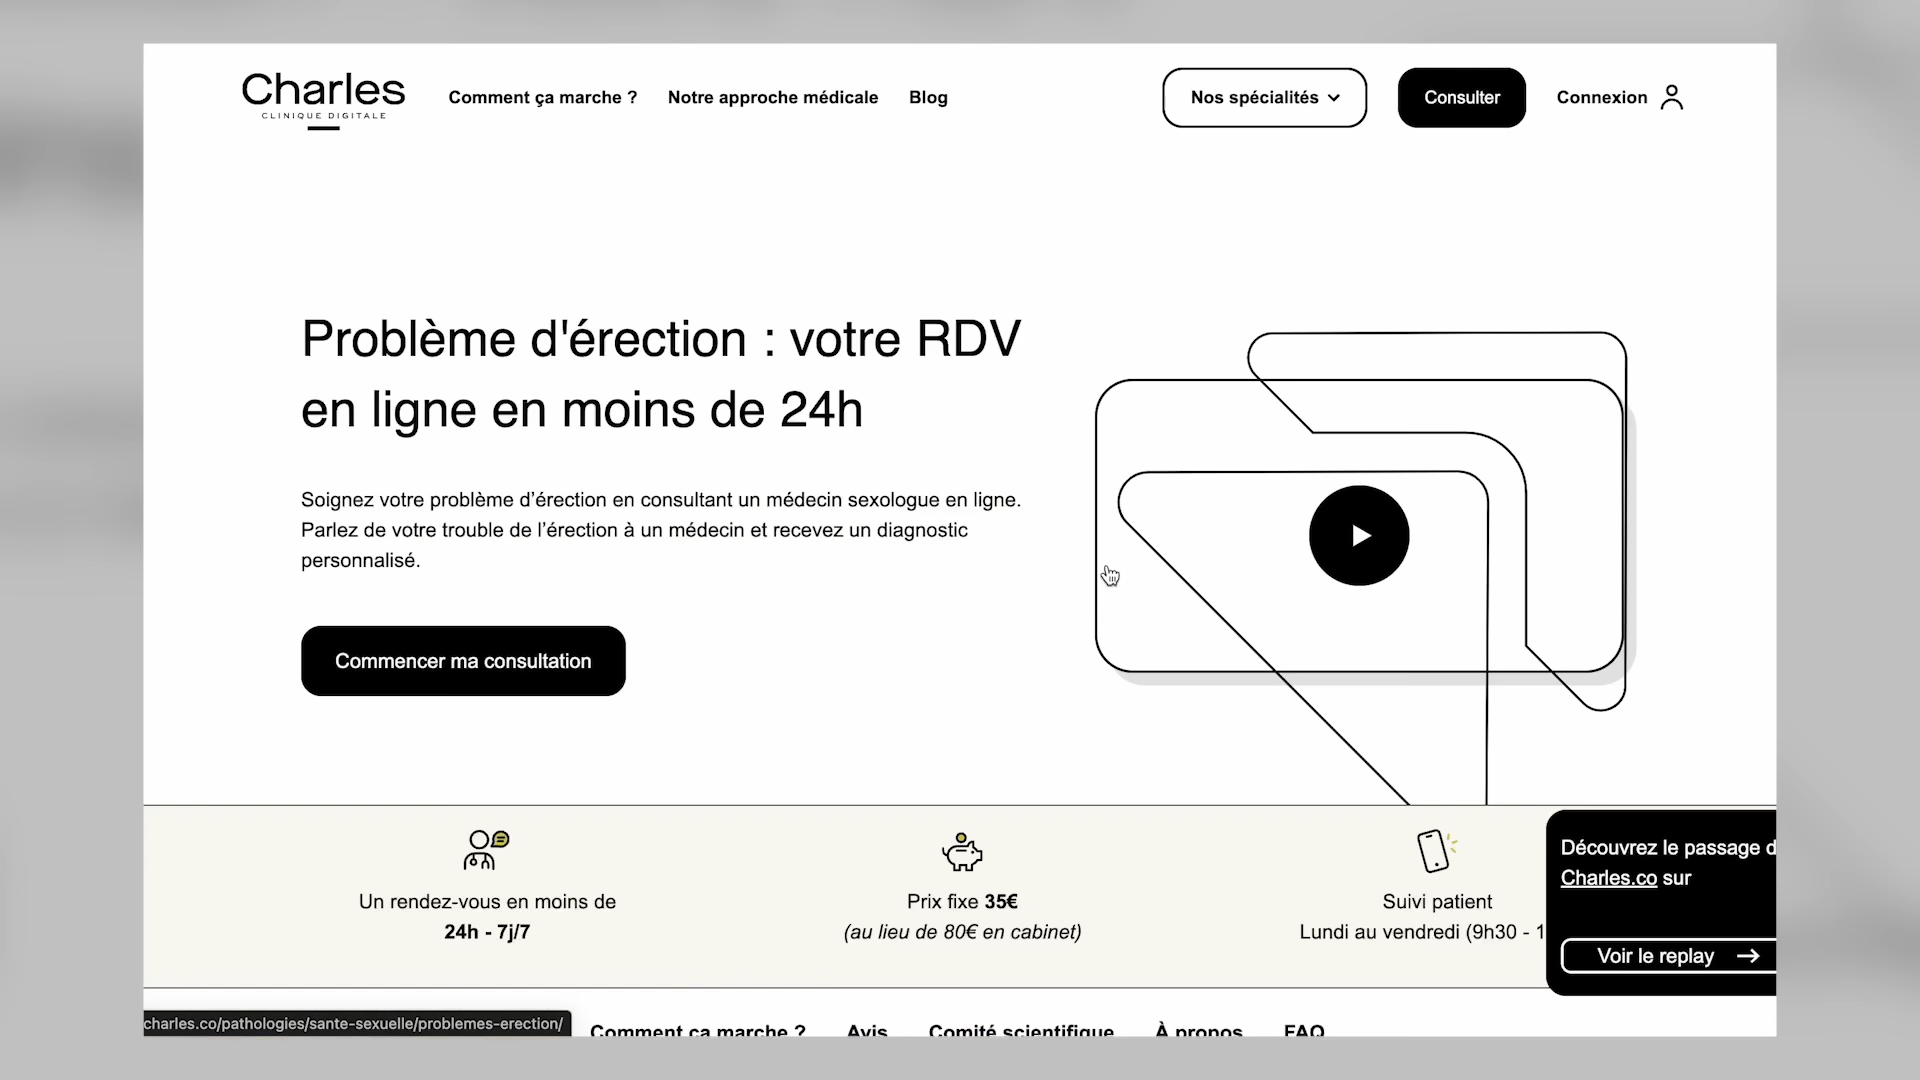 Charles
CLINIQUE DIGITALE
Comment ça marche ?
Notre approche médicale
Blog
Nos spécialités
Consulter
Connexion
Problème d'érection : votre RDV
en ligne en moins de 24h
Soignez votre problème d’érection en consultant un médecin sexologue en ligne.
Parlez de votre trouble de l’érection à un médecin et recevez un diagnostic
personnalisé.
Commencer ma consultation
Un rendez-vous en moins de
24h - 7j/7
Prix fixe 35€
(au lieu de 80€ en cabinet)
Suivi patient
Lundi au vendredi (9h30 - 1
Découvrez le passage d
Charles.co sur
Voir le replay
charles.co/pathologies/sante-sexuelle/problemes-erection/
Comment ça marche ?
Avis
Comité scientifique
À propos
FAQ